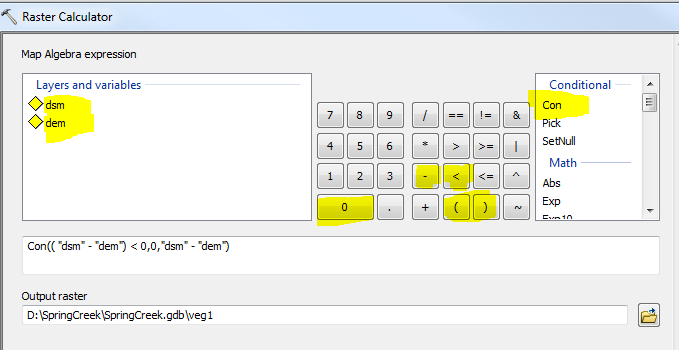 Raster Calculator
Map Algebra expression
Layers and variables
dsm
dem
7 8 9 / == != &
4 5 6 * > >= |
1 2 3 - < <= ^
0 . + ( ) ~
Conditional
Con
Pick
SetNull
Math
Abs
Exp
Exp10
Con(( "dsm" - "dem") < 0,0,"dsm" - "dem")
Output raster
D:\SpringCreek\SpringCreek.gdb\veg1